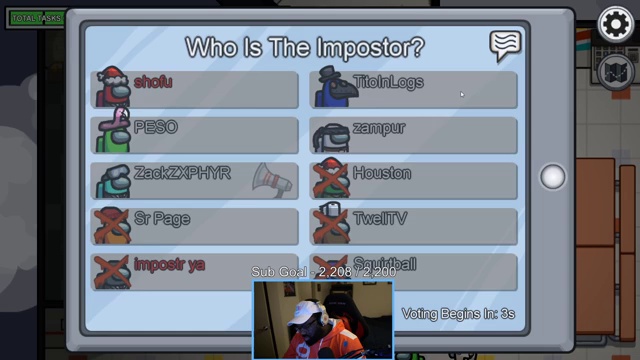 TOTAL TASKS
Who Is The Impostor?
shofu
TitoInLogs
PESO
zampur
ZackZXPHYR
Houston
Sr Page
TwellTV
impostr ya
Squirtball
Sub Goal - 2,208 / 2,200
Voting Begins In: 3s